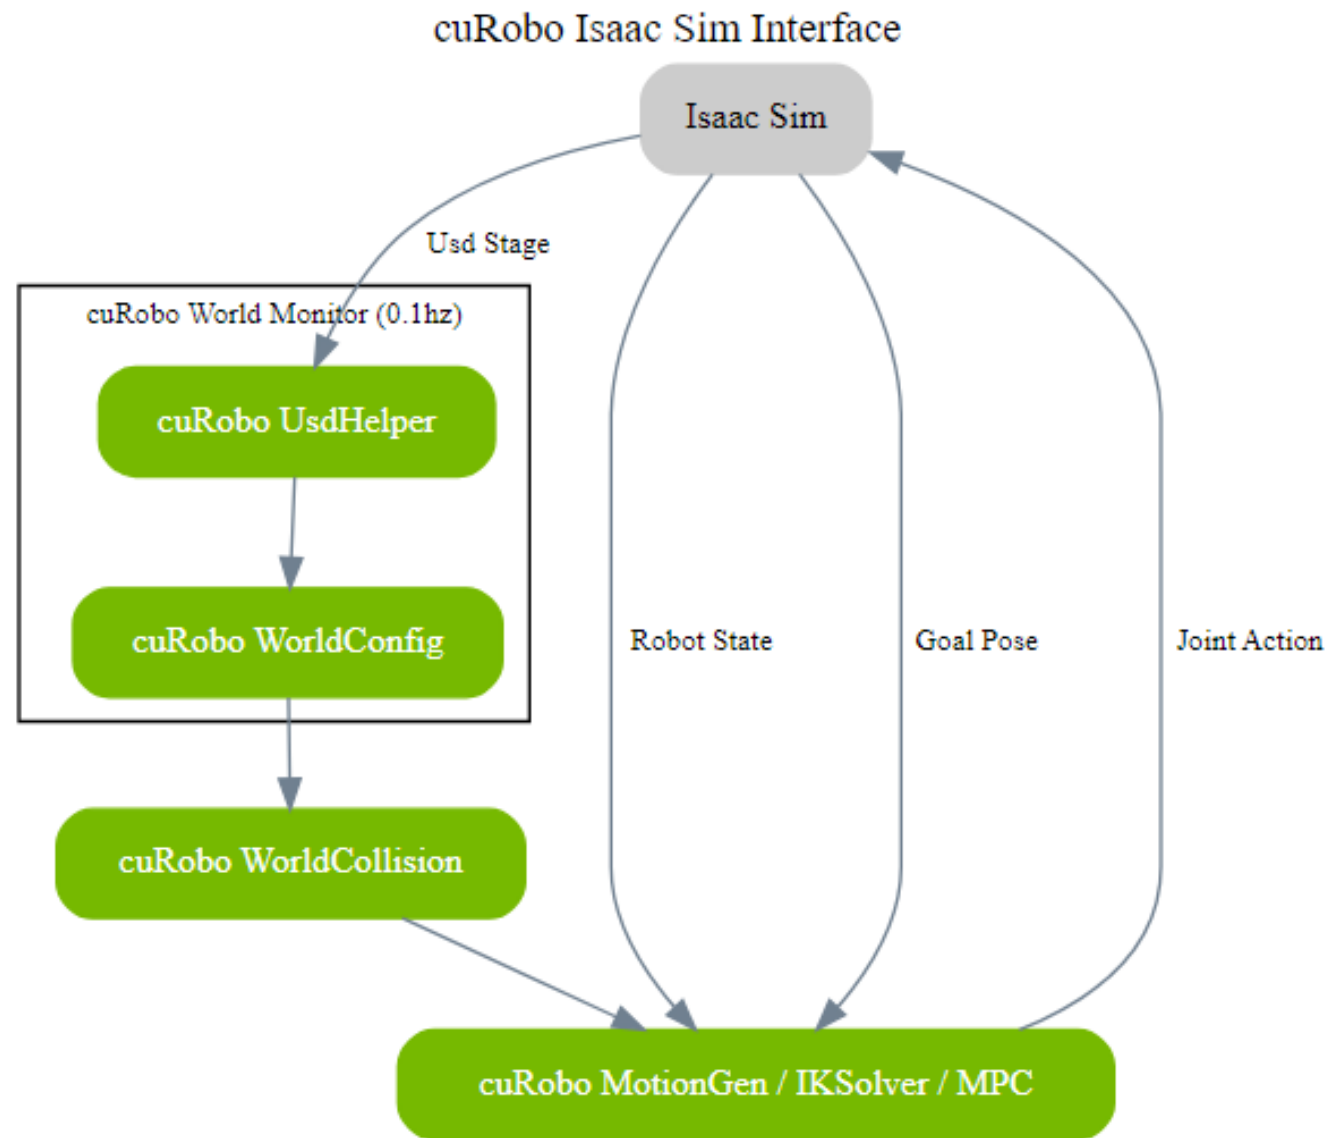 cuRobo Isaac Sim Interface
Isaac Sim
Usd Stage
cuRobo World Monitor (0.1hz)
cuRobo UsdHelper
cuRobo WorldConfig
Robot State
Goal Pose
Joint Action
cuRobo WorldCollision
cuRobo MotionGen / IKSolver / MPC